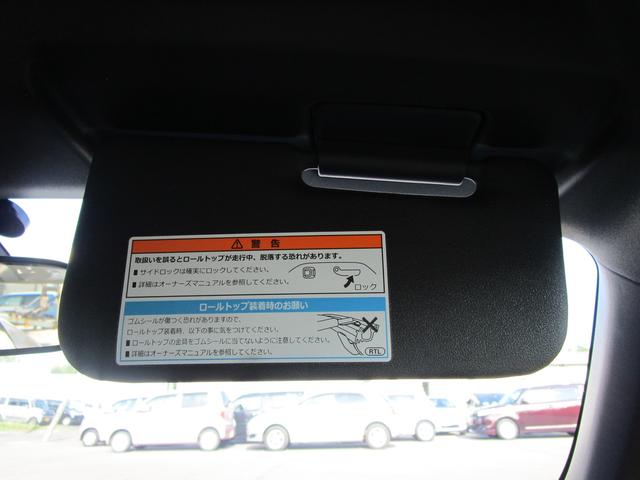 ⚠ 警告
取扱いを誤るとロールトップが走行中、脱落する恐れがあります。
■ サイドロックは確実にロックしてください。
■ 詳細はオーナーズマニュアルを参照してください。
ロック
ロールトップ装着時のお願い
ゴムシールが傷つく恐れがありますので、
ロールトップ装着時、以下の事に気をつけてください。
■ ロールトップの金具をゴムシールに当てないように注意してください。
■ 詳細はオーナーズマニュアルを参照してください。
RTL